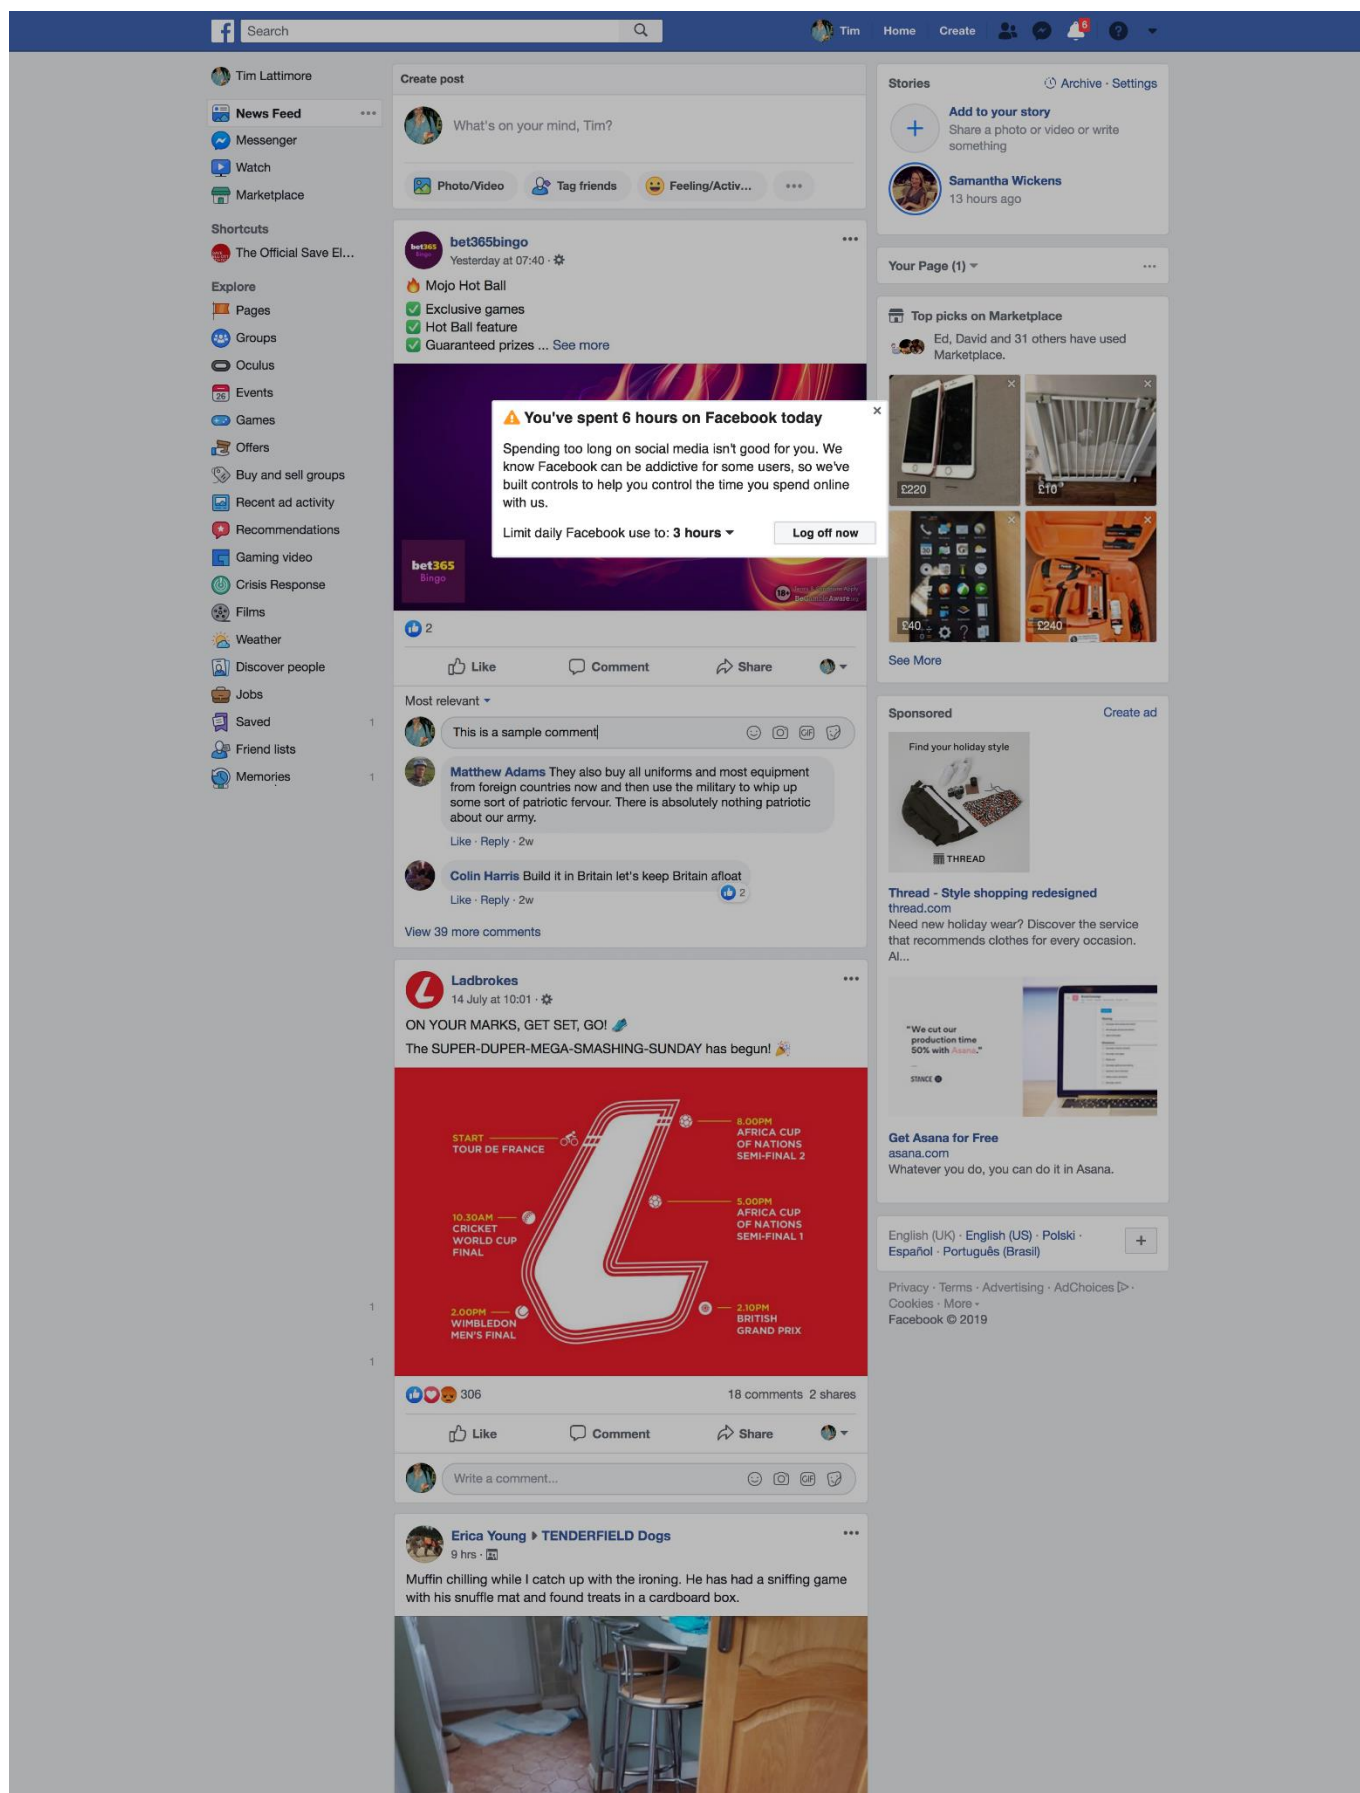 Search
Tim
Home
Create
6
Tim Lattimore
News Feed
Messenger
Watch
Marketplace
Shortcuts
The Official Save El...
Explore
Pages
Groups
Oculus
26
Events
Games
Offers
Buy and sell groups
Recent ad activity
Recommendations
Gaming video
Crisis Response
Films
Weather
Discover people
Jobs
Saved 1
Friend lists
Memories 1
1
1
Create post
What's on your mind, Tim?
Photo/Video
Tag friends
Feeling/Activ...
bet365
Bingo
bet365bingo
Yesterday at 07:40 ·
Mojo Hot Ball
Exclusive games
Hot Ball feature
Guaranteed prizes ... See more
You've spent 6 hours on Facebook today
Spending too long on social media isn't good for you. We
know Facebook can be addictive for some users, so we've
built controls to help you control the time you spend online
with us.
Limit daily Facebook use to: 3 hours
Log off now
bet365
Bingo
18+
2
Like
Comment
Share
Most relevant
This is a sample comment
GIF
Matthew Adams They also buy all uniforms and most equipment
from foreign countries now and then use the military to whip up
some sort of patriotic fervour. There is absolutely nothing patriotic
about our army.
Like · Reply · 2w
Colin Harris Build it in Britain let's keep Britain afloat
2
Like · Reply · 2w
View 39 more comments
Ladbrokes
14 July at 10:01 ·
ON YOUR MARKS, GET SET, GO!
The SUPER-DUPER-MEGA-SMASHING-SUNDAY has begun!
START
TOUR DE FRANCE
10.30AM
CRICKET
WORLD CUP
FINAL
2.00PM
WIMBLEDON
MEN'S FINAL
8.00PM
AFRICA CUP
OF NATIONS
SEMI-FINAL 2
5.00PM
AFRICA CUP
OF NATIONS
SEMI-FINAL 1
2.10PM
BRITISH
GRAND PRIX
306
18 comments 2 shares
Like
Comment
Share
Write a comment...
GIF
Erica Young TENDERFIELD Dogs
9 hrs ·
Muffin chilling while I catch up with the ironing. He has had a sniffing game
with his snuffle mat and found treats in a cardboard box.
Stories
Archive · Settings
Add to your story
Share a photo or video or write
something
Samantha Wickens
13 hours ago
Your Page (1)
Top picks on Marketplace
Ed, David and 31 others have used
Marketplace.
£220
£10
£40
£240
See More
Sponsored
Create ad
Find your holiday style
THREAD
Thread - Style shopping redesigned
thread.com
Need new holiday wear? Discover the service
that recommends clothes for every occasion.
Al...
"We cut our
production time
50% with Asana."
STANCE
Get Asana for Free
asana.com
Whatever you do, you can do it in Asana.
English (UK) · English (US) · Polski ·
Español · Português (Brasil)
Privacy · Terms · Advertising · AdChoices ·
Cookies · More
Facebook © 2019